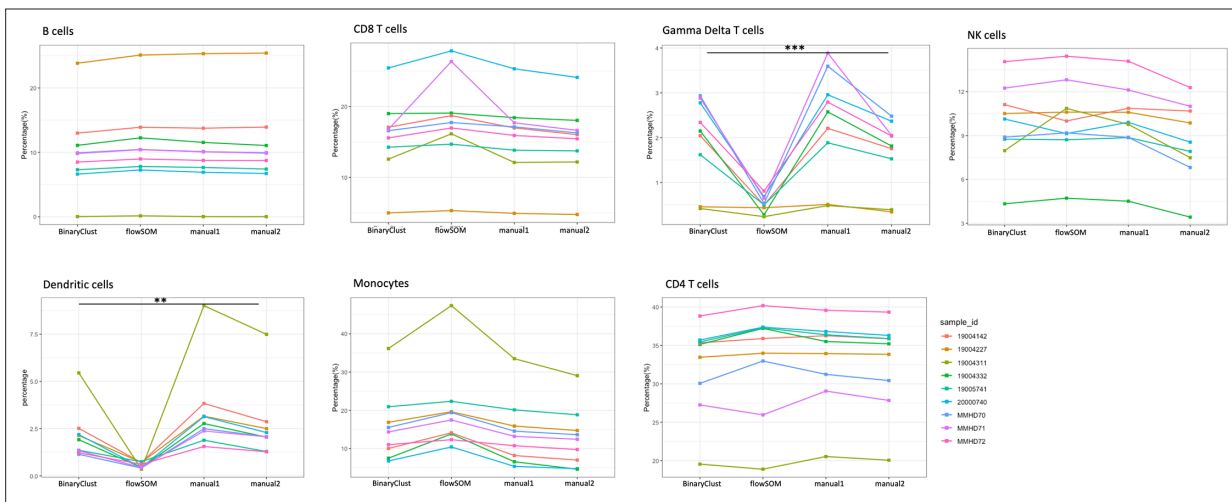 B cells
Percentage(%)
20
10
0
BinaryClust flowSOM manual1 manual2
CD8 T cells
Percentage(%)
20
10
BinaryClust flowSOM manual1 manual2
Gamma Delta T cells
***
Percentage(%)
4
3
2
1
BinaryClust flowSOM manual1 manual2
NK cells
Percentage(%)
12
9
6
3
BinaryClust flowSOM manual1 manual2
Dendritic cells
**
percentage
7.5
5.0
2.5
0.0
BinaryClust flowSOM manual1 manual2
Monocytes
Percentage(%)
40
30
20
10
BinaryClust flowSOM manual1 manual2
CD4 T cells
Percentage(%)
40
35
30
25
20
BinaryClust flowSOM manual1 manual2
sample_id
19004142
19004227
19004311
19004332
19005741
20000740
MMHD70
MMHD71
MMHD72